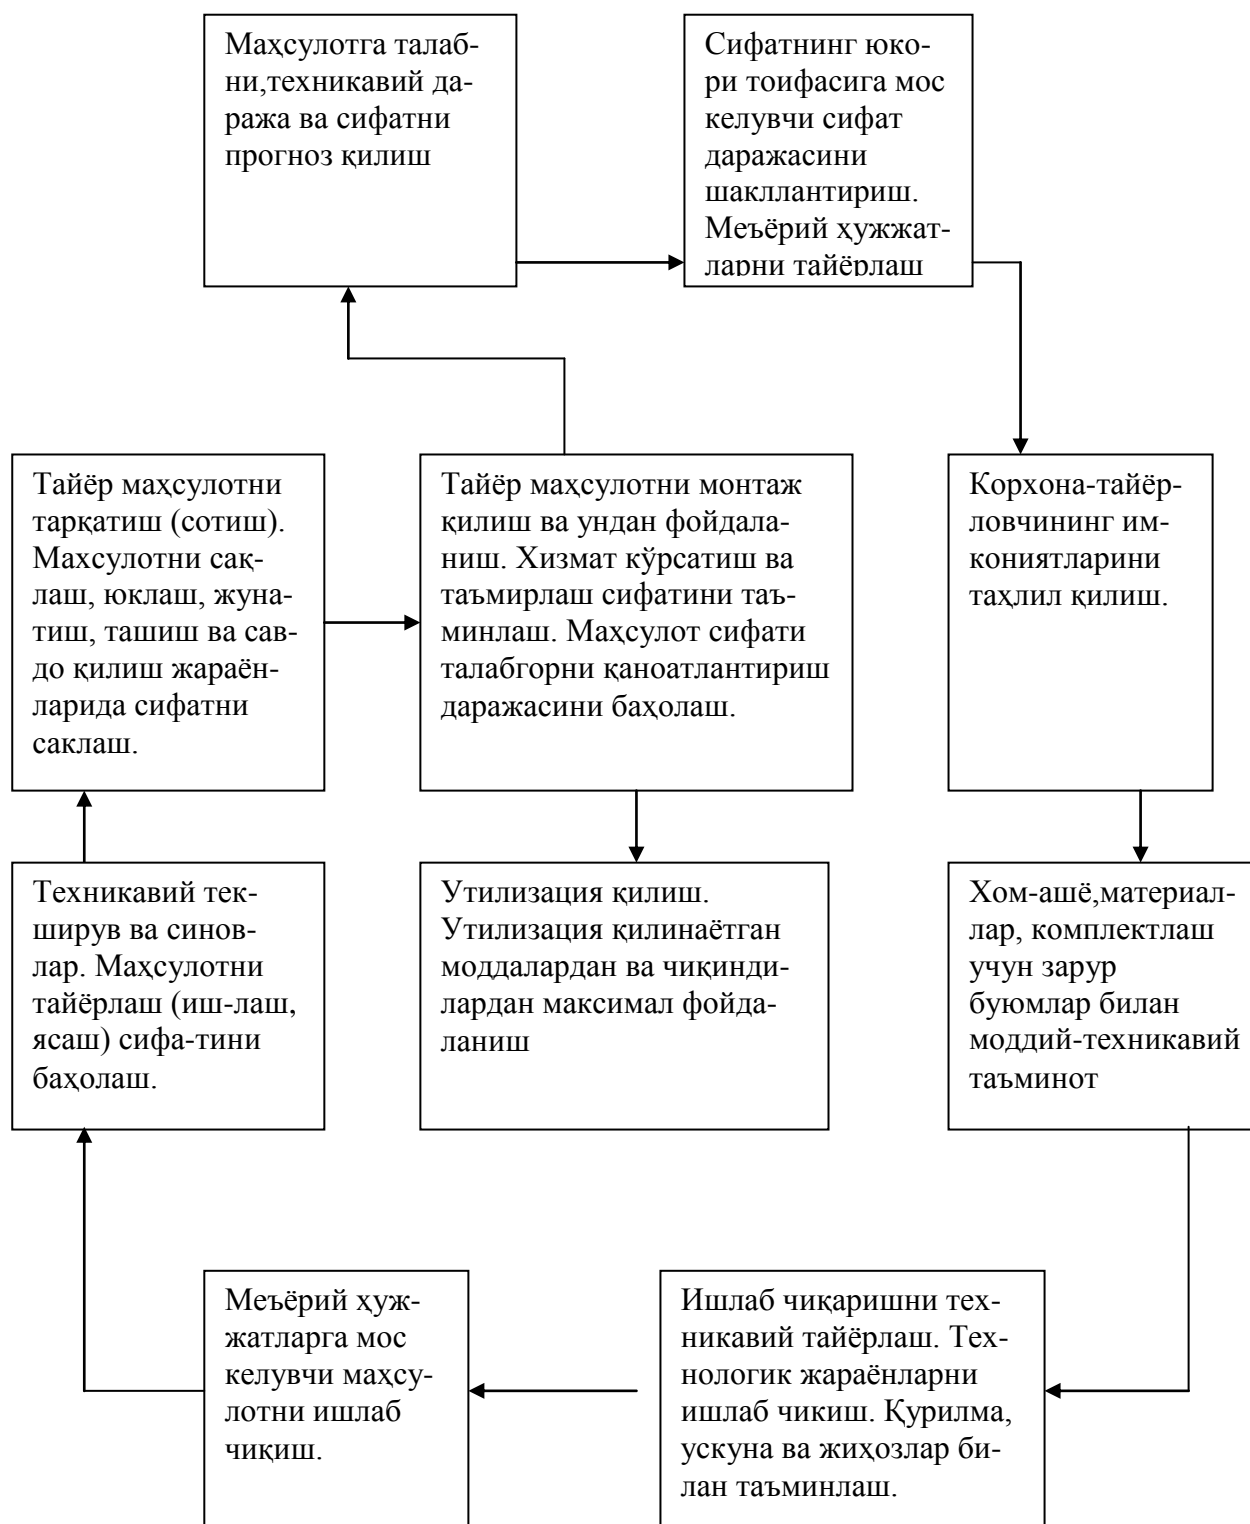 Маҳсулотга талаб-
ни,техникавий да-
ража ва сифатни
прогноз қилиш
Сифатнинг юко-
ри тоифасига мос
келувчи сифат
даражасини
шакллантириш.
Меъёрий ҳужжат-
ларни тайёрлаш
Тайёр маҳсулотни
тарқатиш (сотиш).
Махсулотни сақ-
лаш, юклаш, жуна-
тиш, ташиш ва сав-
до қилиш жараён-
ларида сифатни
саклаш.
Тайёр маҳсулотни монтаж
қилиш ва ундан фойдала-
ниш. Хизмат кўрсатиш ва
таъмирлаш сифатини таъ-
минлаш. Маҳсулот сифати
талабгорни қаноатлантириш
даражасини баҳолаш.
Корхона-тайёр-
ловчининг им-
кониятларини
таҳлил қилиш.
Техникавий тек-
ширув ва синов-
лар. Маҳсулотни
тайёрлаш (иш-лаш,
ясаш) сифа-тини
баҳолаш.
Утилизация қилиш.
Утилизация қилинаётган
моддалардан ва чиқинди-
лардан максимал фойда-
ланиш
Хом-ашё,материал-
лар, комплектлаш
учун зарур
буюмлар билан
моддий-техникавий
таъминот
Меъёрий ҳуж-
жатларга мос
келувчи маҳсу-
лотни ишлаб
чиқиш.
Ишлаб чиқаришни тех-
никавий тайёрлаш. Тех-
нологик жараёнларни
ишлаб чикиш. Қурилма,
ускуна ва жиҳозлар би-
лан таъминлаш.